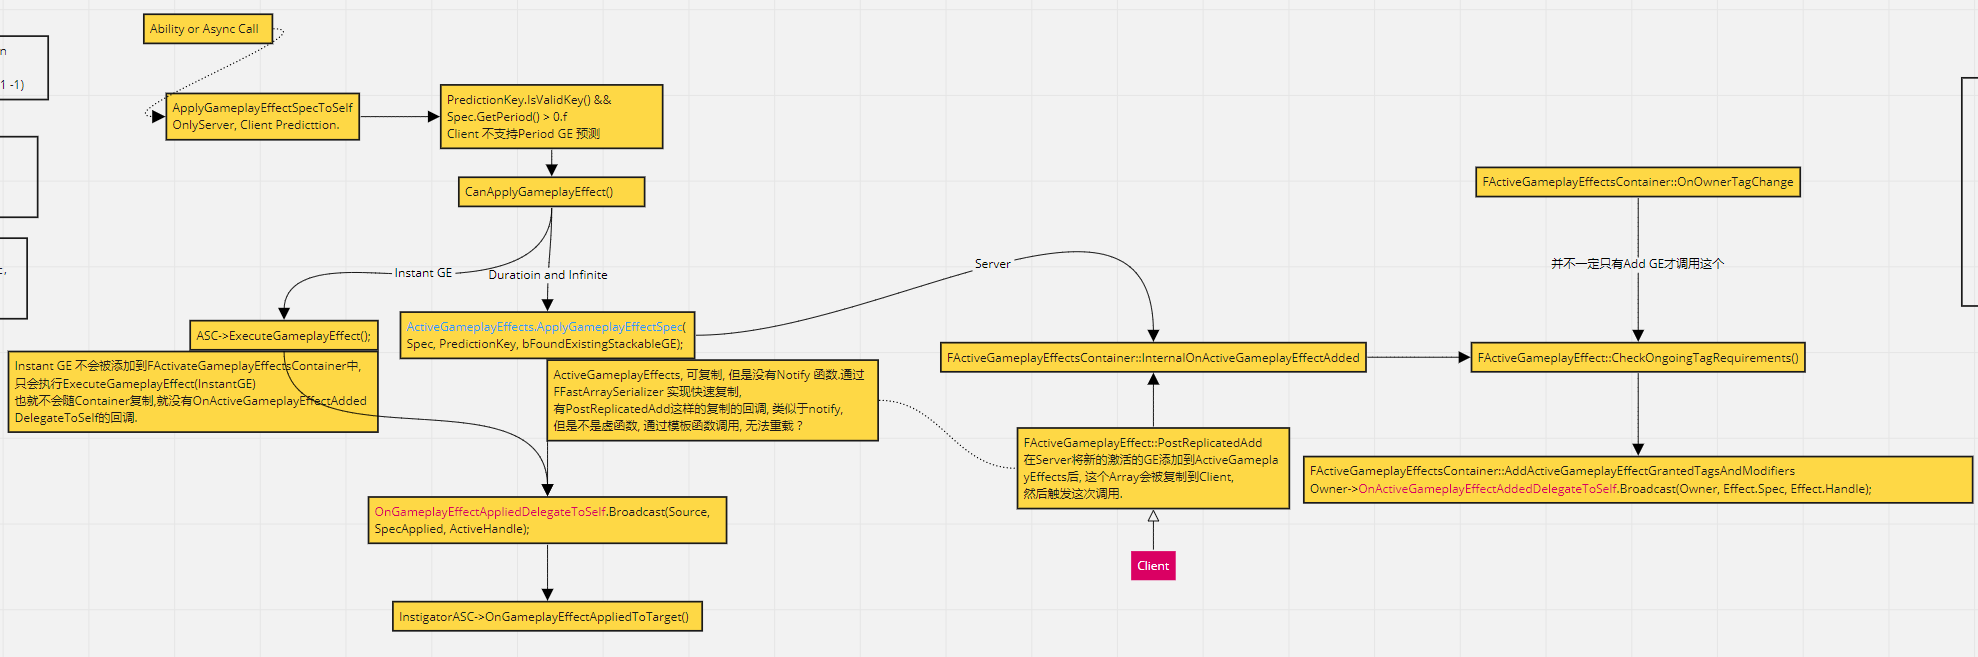 Ability or Async Call
n
1 -1)
ApplyGameplayEffectSpecToSelf
OnlyServer, Client Predicttion.
PredictionKey.IsValidKey() &&
Spec.GetPeriod() > 0.f
Client 不支持Period GE 预测
CanApplyGameplayEffect()
FActiveGameplayEffectsContainer::OnOwnerTagChange
c,
Instant GE
Duratioin and Infinite
Server
并不一定只有Add GE才调用这个
ASC->ExecuteGameplayEffect();
Instant GE 不会被添加到FActivateGameplayEffectsContainer中,
只会执行ExecuteGameplayEffect(InstantGE)
也就不会随Container复制,就没有OnActiveGameplayEffectAdded
DelegateToSelf的回调.
ActiveGameplayEffects.ApplyGameplayEffectSpec(
Spec, PredictionKey, bFoundExistingStackableGE);
ActiveGameplayEffects, 可复制, 但是没有Notify 函数.通过
FFastArraySerializer 实现快速复制,
有PostReplicatedAdd这样的复制的回调, 类似于notify,
但是不是虚函数, 通过模板函数调用, 无法重载？
FActiveGameplayEffectsContainer::InternalOnActiveGameplayEffectAdded
FActiveGameplayEffect::CheckOngoingTagRequirements()
FActiveGameplayEffect::PostReplicatedAdd
在Server将新的激活的GE添加到ActiveGamepla
yEffects后, 这个Array会被复制到Client,
然后触发这次调用.
FActiveGameplayEffectsContainer::AddActiveGameplayEffectGrantedTagsAndModifiers
Owner->OnActiveGameplayEffectAddedDelegateToSelf.Broadcast(Owner, Effect.Spec, Effect.Handle);
OnGameplayEffectAppliedDelegateToSelf.Broadcast(Source,
SpecApplied, ActiveHandle);
Client
InstigatorASC->OnGameplayEffectAppliedToTarget()